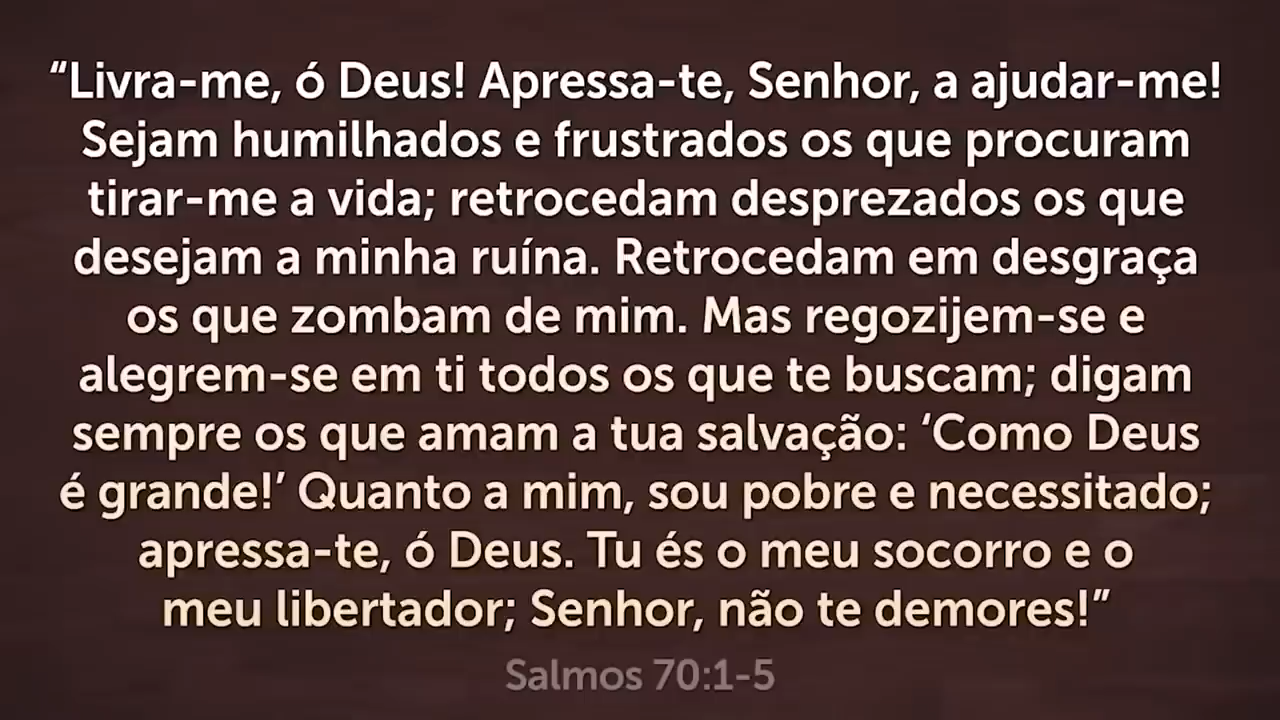 “Livra-me, ó Deus! Apressa-te, Senhor, a ajudar-me!
Sejam humilhados e frustrados os que procuram
tirar-me a vida; retrocedam desprezados os que
desejam a minha ruína. Retrocedam em desgraça
os que zombam de mim. Mas regozijem-se e
alegrem-se em ti todos os que te buscam; digam
sempre os que amam a tua salvação: ‘Como Deus
é grande!’ Quanto a mim, sou pobre e necessitado;
apressa-te, ó Deus. Tu és o meu socorro e o
meu libertador; Senhor, não te demores!”
Salmos 70:1-5